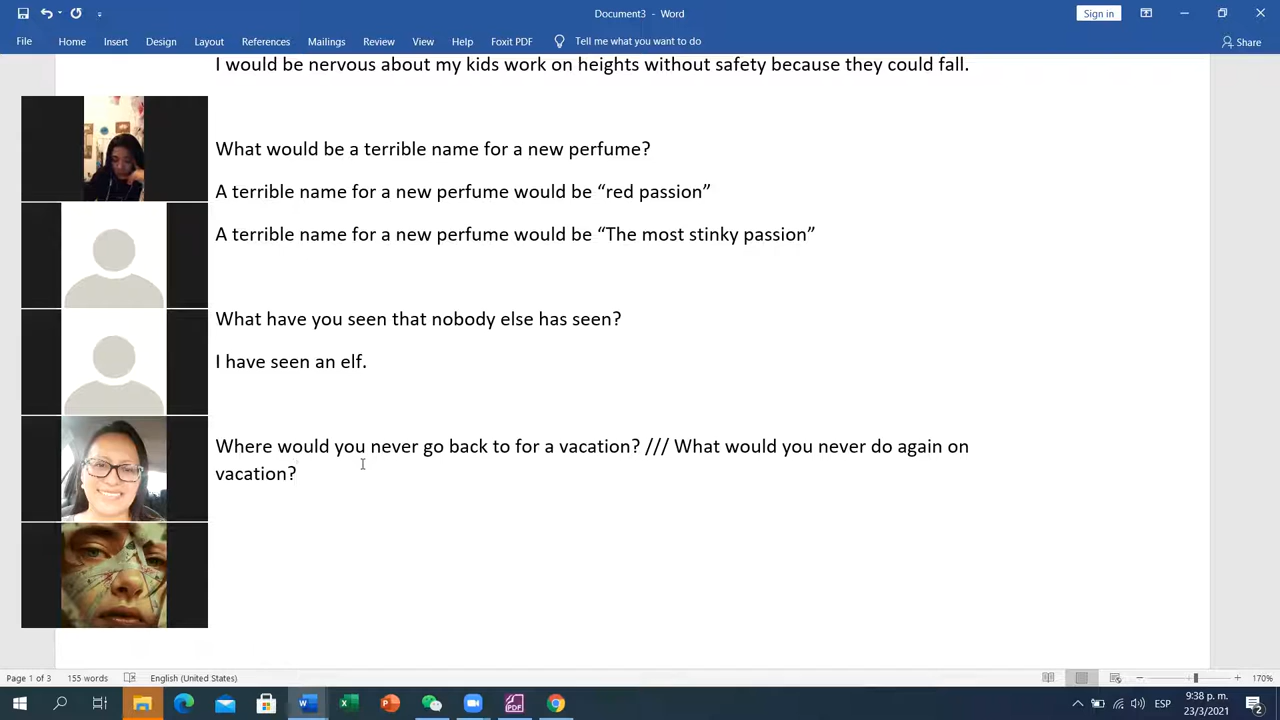 Document3 - Word
Sign in
File Home Insert Design Layout References Mailings Review View Help Foxit PDF Tell me what you want to do Share
I would be nervous about my kids work on heights without safety because they could fall.
What would be a terrible name for a new perfume?
A terrible name for a new perfume would be “red passion”
A terrible name for a new perfume would be “The most stinky passion”
What have you seen that nobody else has seen?
I have seen an elf.
Where would you never go back to for a vacation? /// What would you never do again on
vacation?
Page 1 of 3 155 words English (United States) 170%
ESP 9:38 p. m.
23/3/2021 2